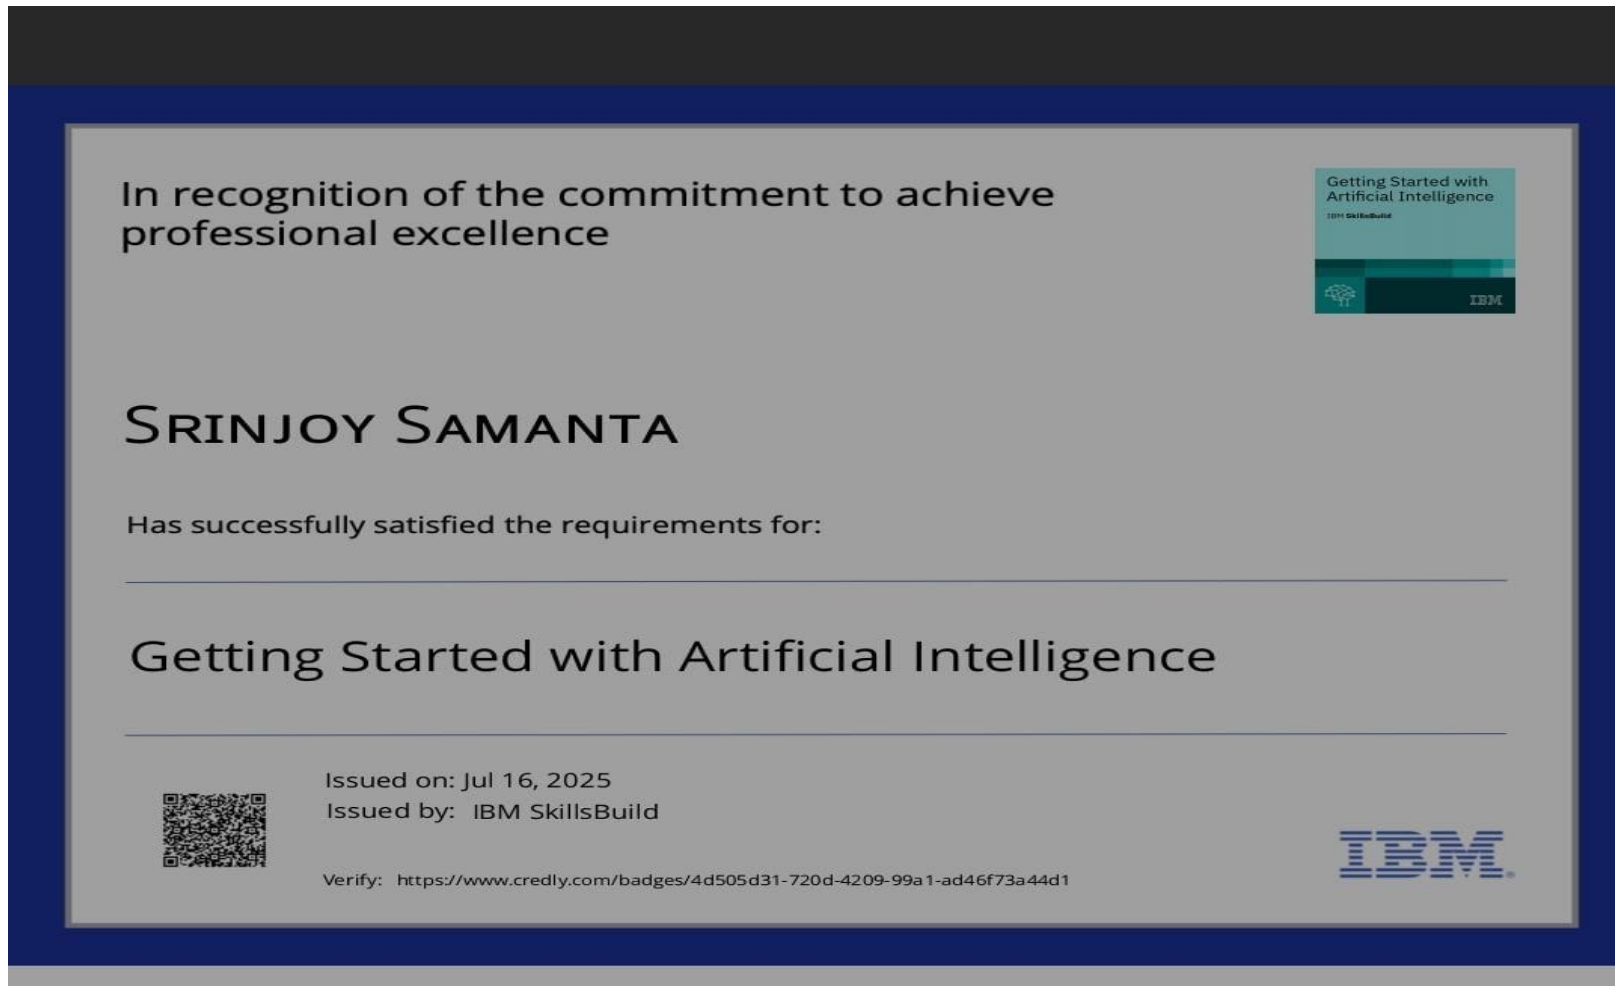 In recognition of the commitment to achieve
professional excellence
Getting Started with
Artificial Intelligence
IBM SkillsBuild
IBM
SRINJOY SAMANTA
Has successfully satisfied the requirements for:
Getting Started with Artificial Intelligence
Issued on: Jul 16, 2025
Issued by: IBM SkillsBuild
Verify: https://www.credly.com/badges/4d505d31-720d-4209-99a1-ad46f73a44d1
IBM.